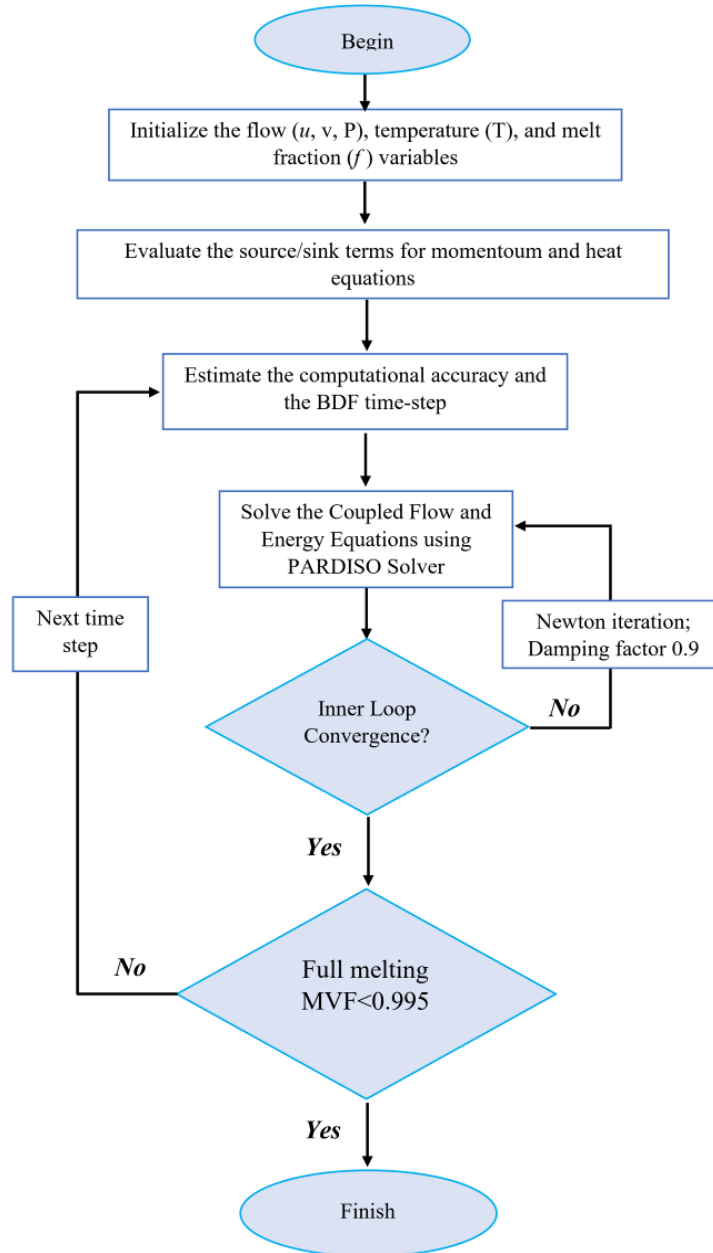 Begin
Initialize the flow (u, v, P), temperature (T), and melt
fraction (f ) variables
Evaluate the source/sink terms for momentoum and heat
equations
Estimate the computational accuracy and
the BDF time-step
Solve the Coupled Flow and
Energy Equations using
PARDISO Solver
Next time
step
Newton iteration;
Damping factor 0.9
Inner Loop
Convergence?
No
Yes
No
Full melting
MVF<0.995
Yes
Finish